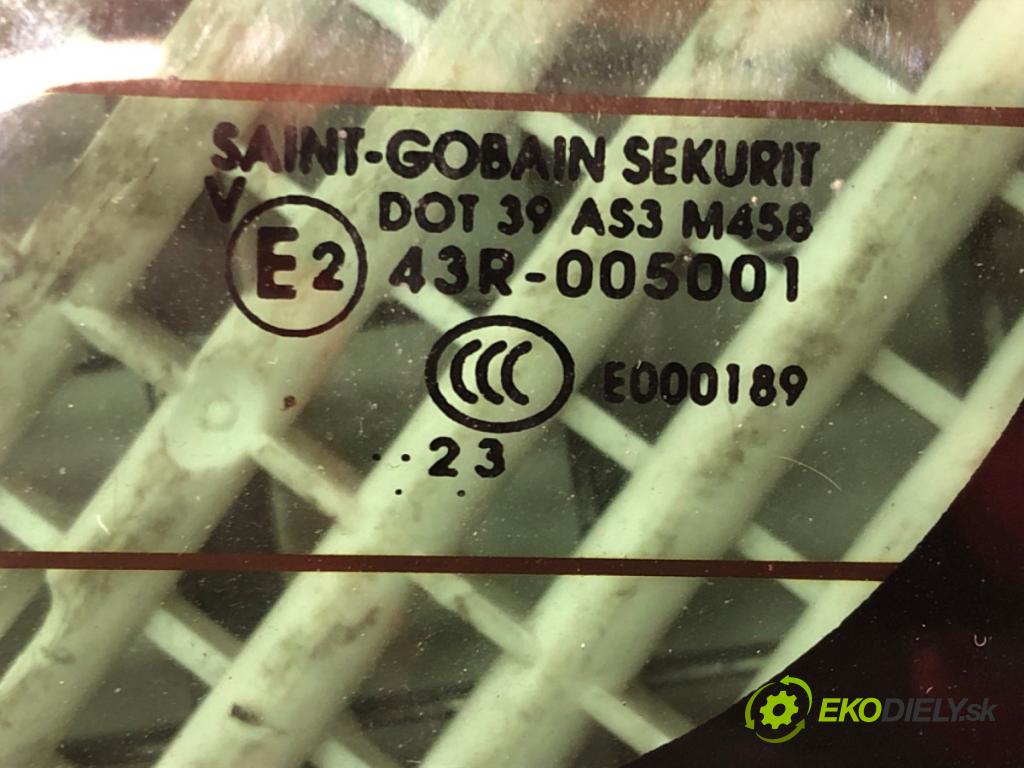 SAINT-GOBAIN SEKURIT
V DOT 39 AS3 M458
E2 43R-005001
CCC E000189
..23
. .
EKODIELY.sk